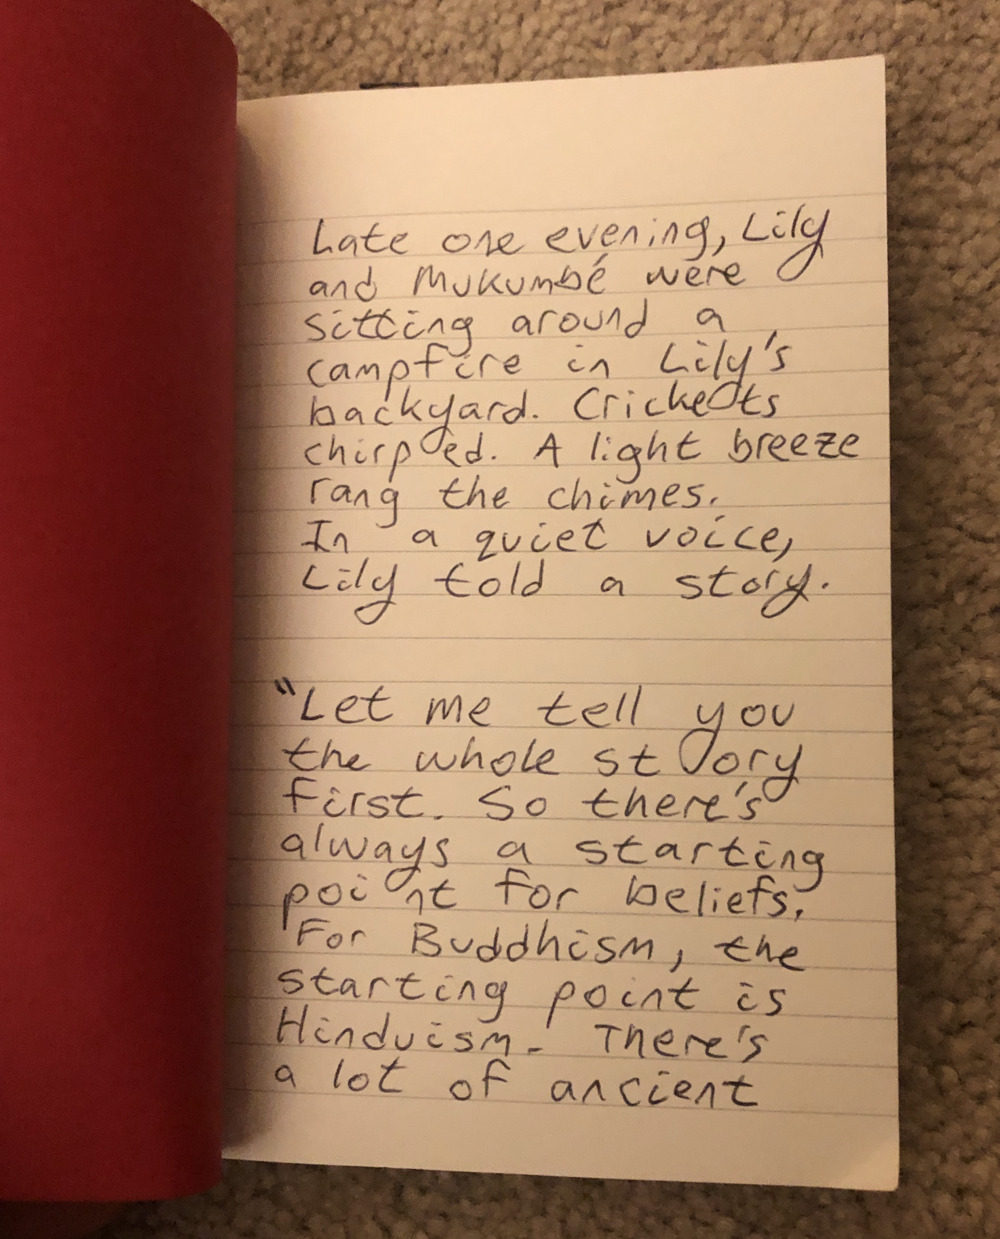 Late one evening, Lily
and Mukumbé were
sitting around a
campfire in Lily's
backyard. Crickets
chirped. A light breeze
rang the chimes.
In a quiet voice,
Lily told a story.
"Let me tell you
the whole story
first. So there's
always a starting
point for beliefs.
For Buddhism, the
starting point is
Hinduism. There's
a lot of ancient